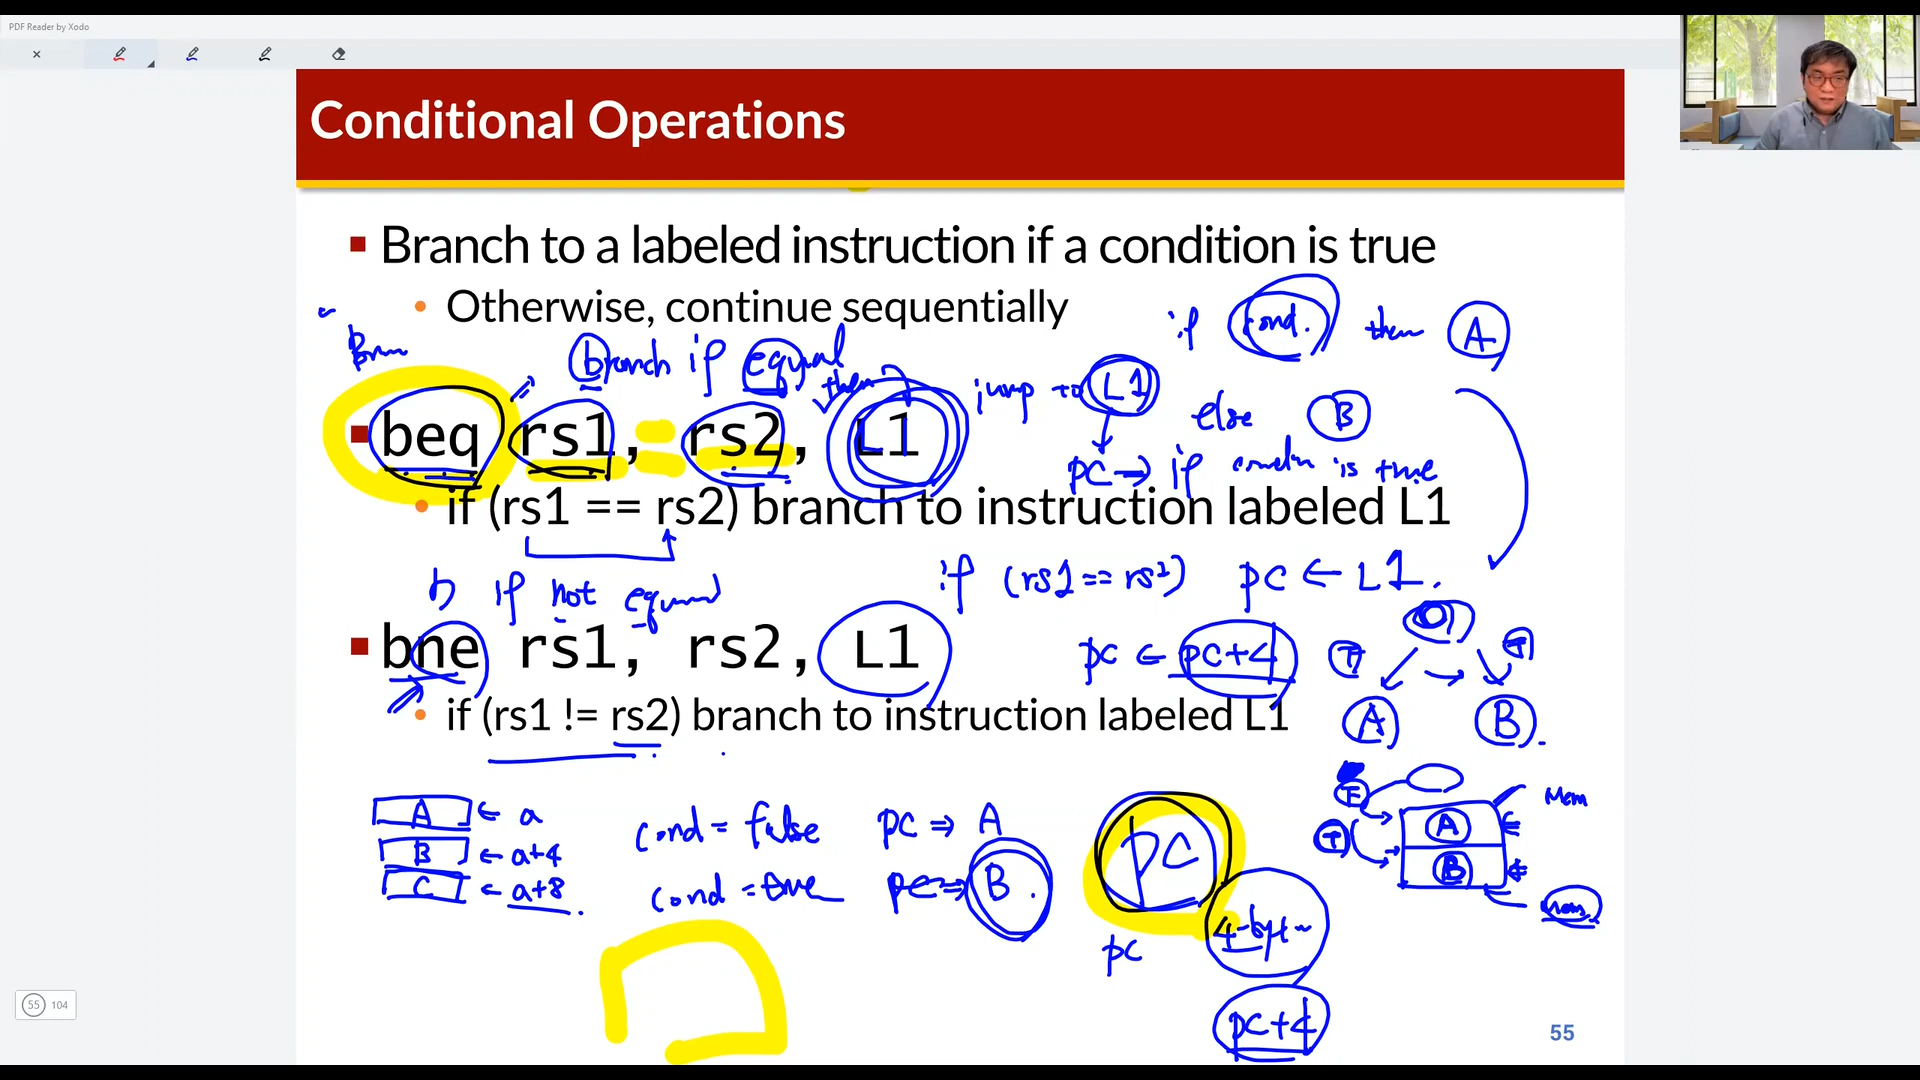 PDF Reader by Xodo
Conditional Operations
Branch to a labeled instruction if a condition is true
Otherwise, continue sequentially
if cond. then A
Bran
branch if equal
then
jump to L1
else B
beq rs1, rs2, L1
PC → if condn is true
if (rs1 == rs2) branch to instruction labeled L1
b if not equal
if (rs1 == rs2) PC ← L1.
bne rs1, rs2, L1
PC ← PC+4
F T
A B
if (rs1 != rs2) branch to instruction labeled L1
F
Mem
A ← a
cond = false PC ⇒ A
PC
A
T
B ← a+4
B
C ← a+8
cond = true PC ⇒ B.
4-byte
PC
PC+4
55 104
55